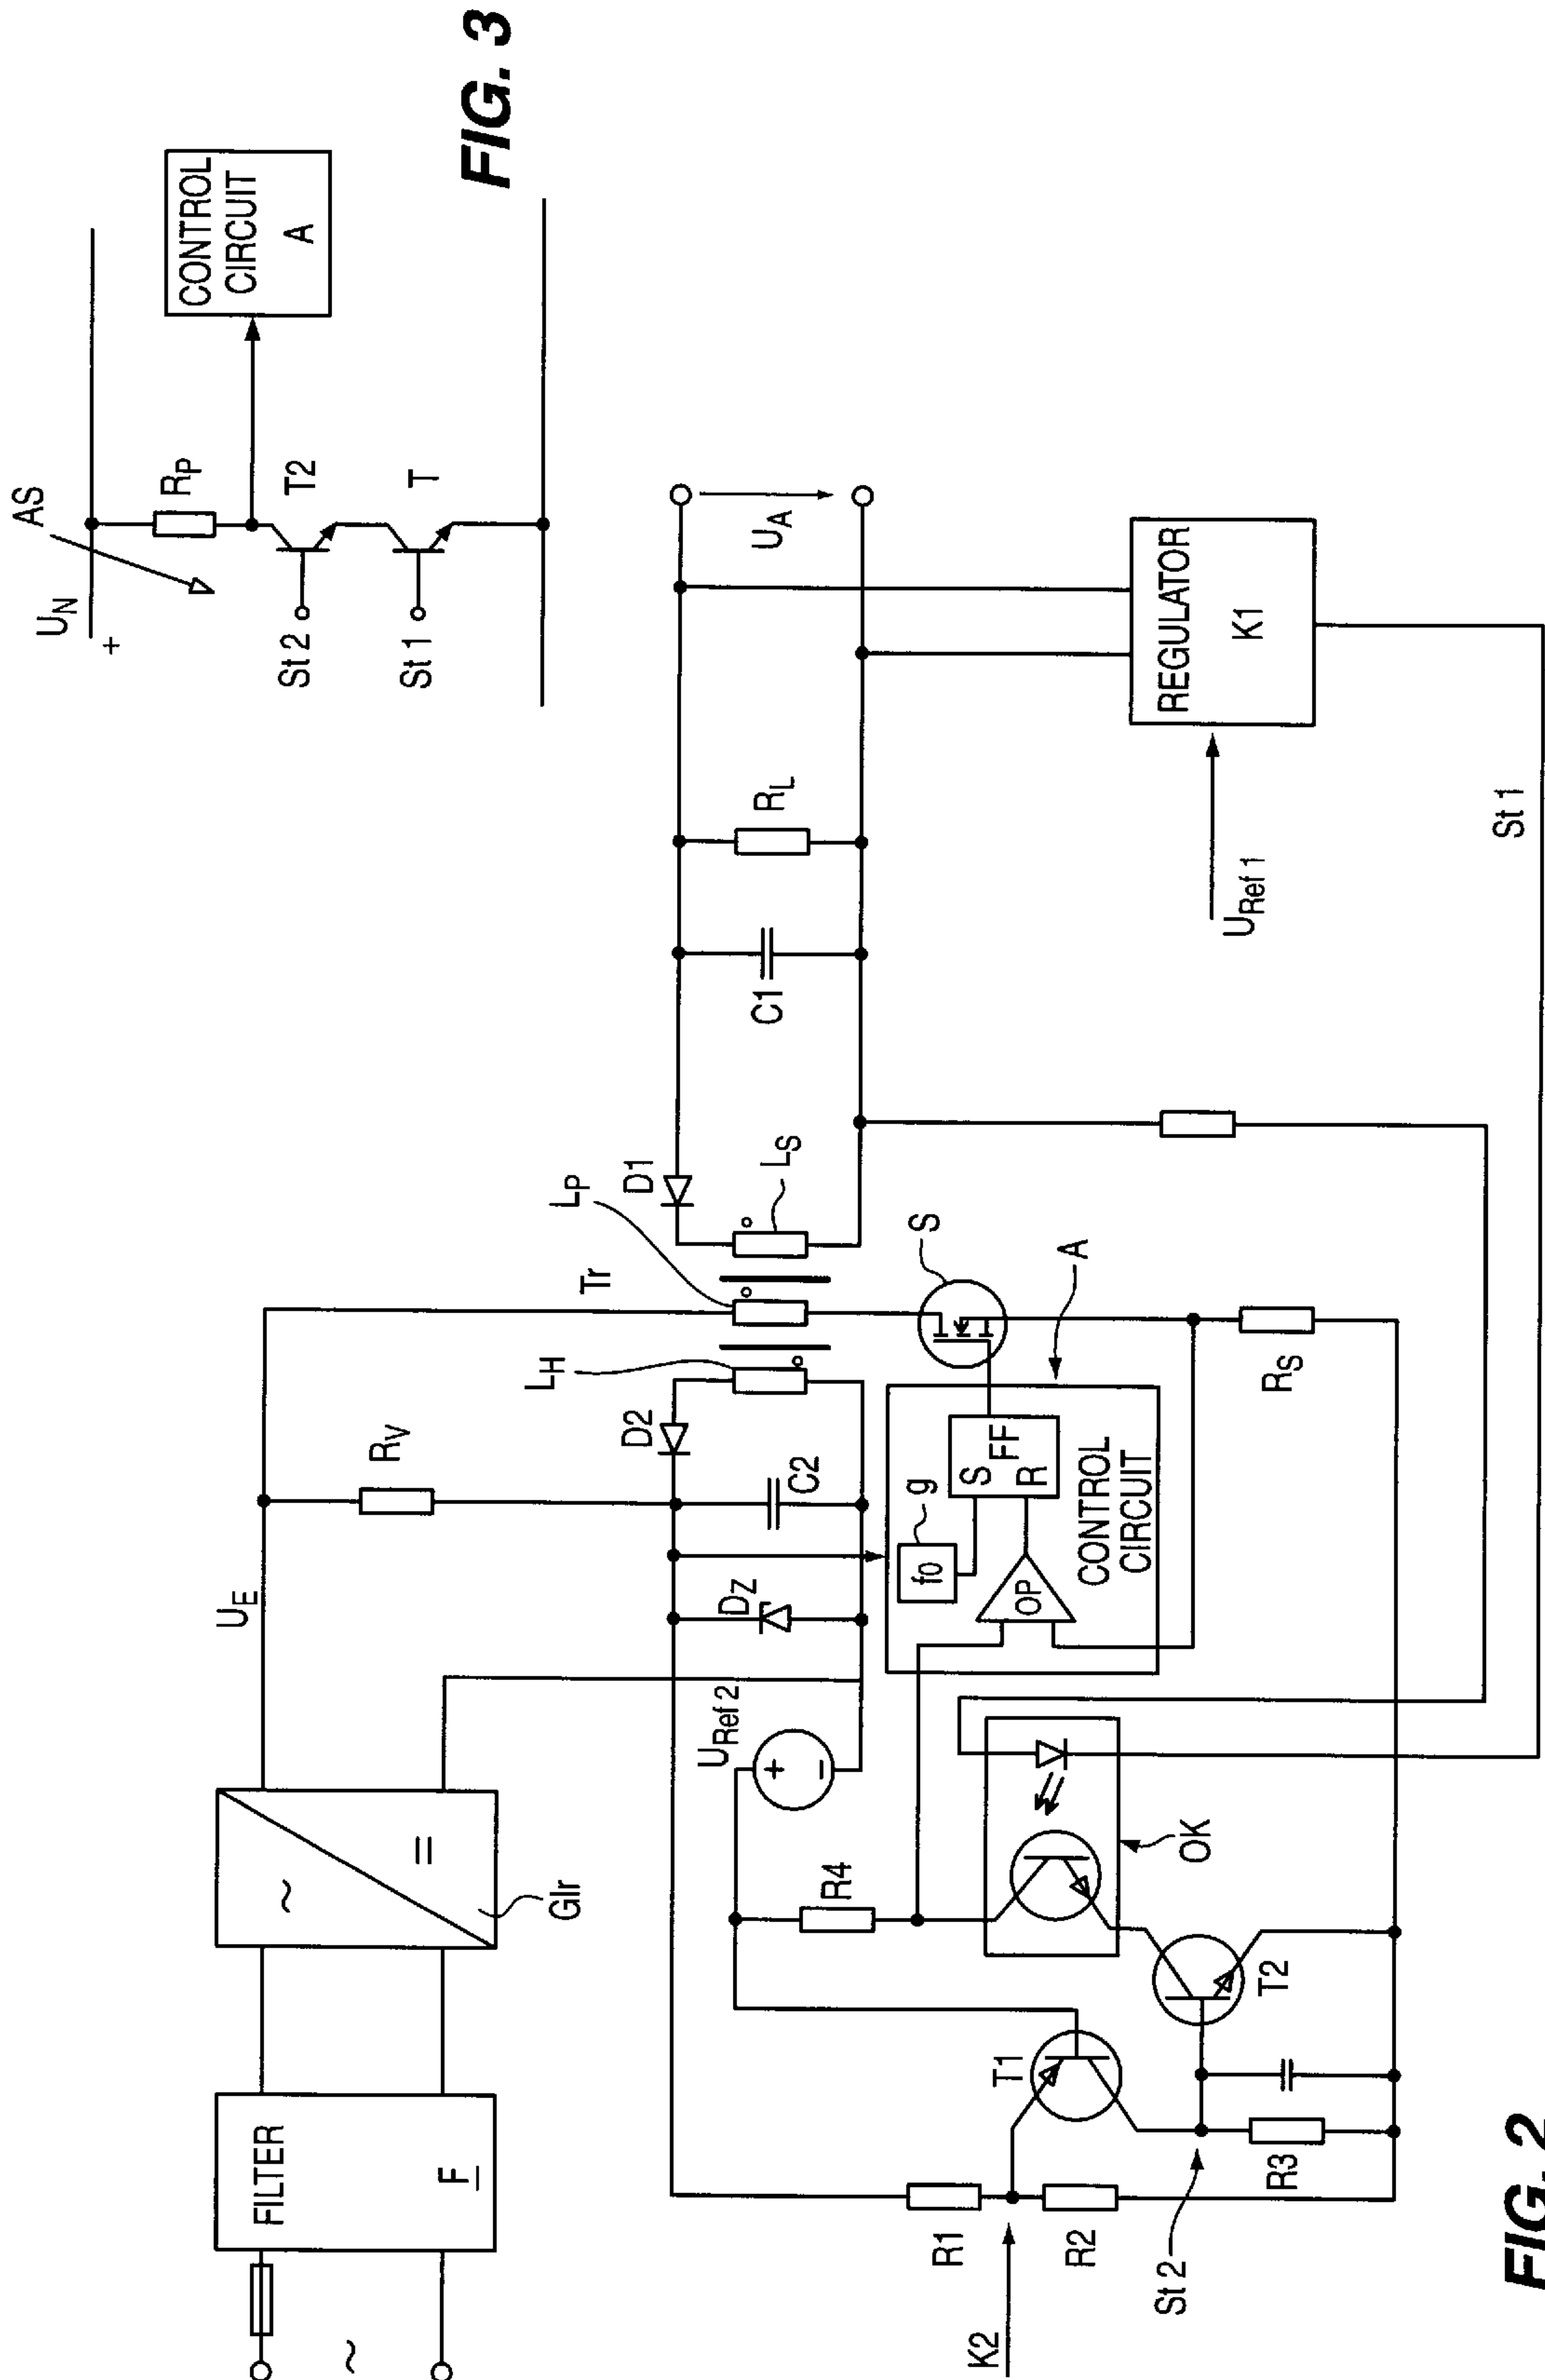 FIG. 3
AS
U_N
+
R_P
CONTROL
CIRCUIT
A
T2
T
St 2
St 1
FIG. 2
~
FILTER
F
~
=
Glr
U_E
R_V
Tr
L_P
L_H
D2
C2
D_Z
U_Ref 2
+
–
D1
L_S
C1
R_L
U_A
REGULATOR
K1
U_Ref 1
St 1
S
A
R_S
g
f0
S
FF
R
OP
CONTROL
CIRCUIT
R4
OK
T1
T2
R1
K2
R2
St 2
R3